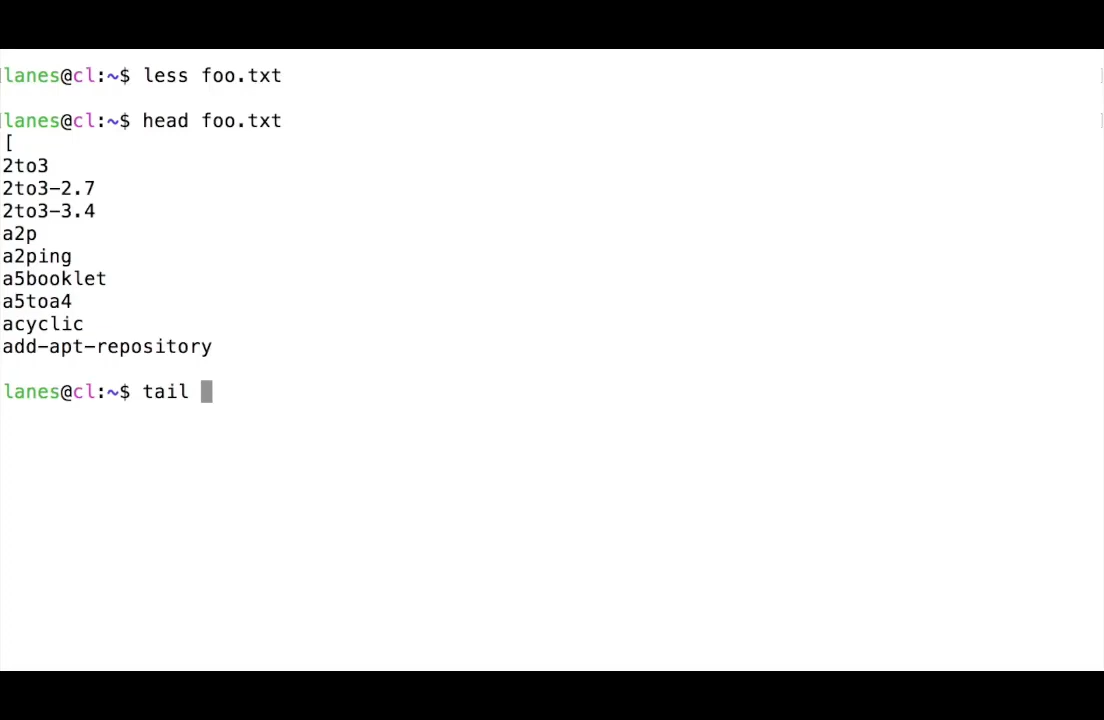 lanes@cl:~$ less foo.txt
lanes@cl:~$ head foo.txt
[
2to3
2to3-2.7
2to3-3.4
a2p
a2ping
a5booklet
a5toa4
acyclic
add-apt-repository
lanes@cl:~$ tail